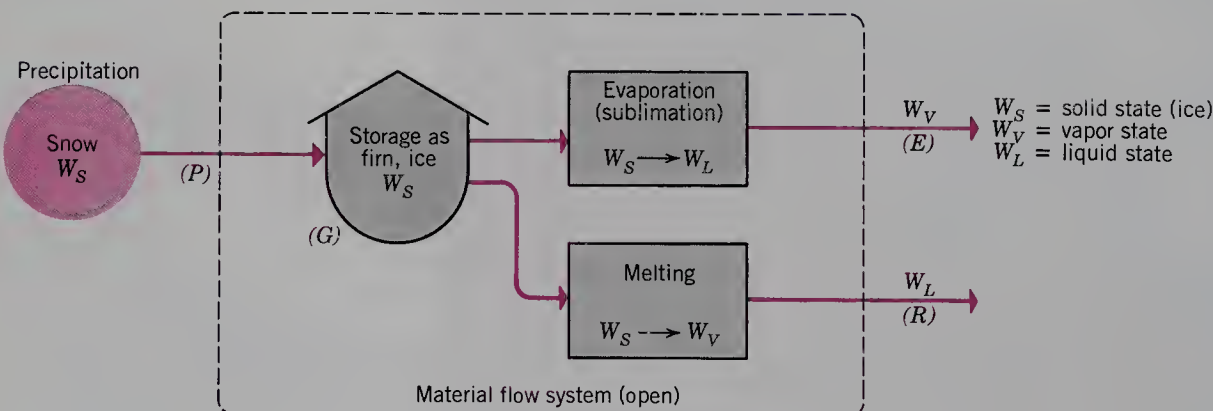 Precipitation
Snow
W_S
(P)
Storage as
firn, ice
W_S
(G)
Evaporation
(sublimation)
W_S → W_L
W_V
(E)
W_S = solid state (ice)
W_V = vapor state
W_L = liquid state
Melting
W_S --→ W_V
W_L
(R)
Material flow system (open)